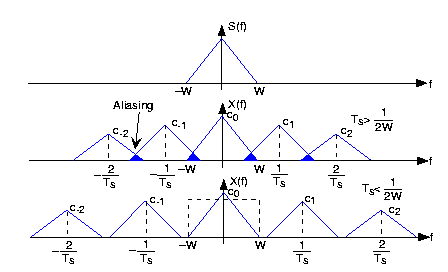 S(f)
-W W f
Aliasing
X(f)
c-2 c-1 c0 c1 c2
Ts> 1/2W
f
-2/Ts -1/Ts -W W 1/Ts 2/Ts
X(f)
Ts< 1/2W
c-2 c-1 c0 c1 c2
f
-2/Ts -1/Ts -W W 1/Ts 2/Ts